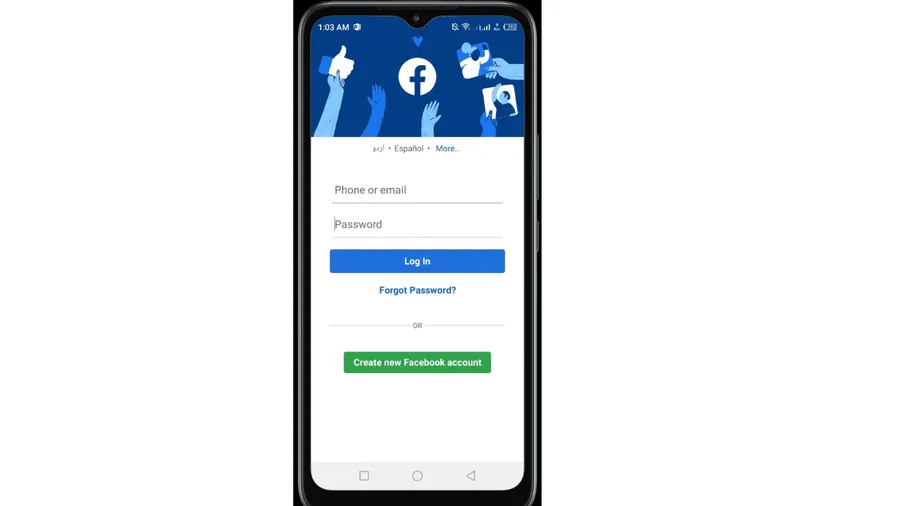 1:03 AM
اردو • Español • More...
Phone or email
Password
Log In
Forgot Password?
OR
Create new Facebook account